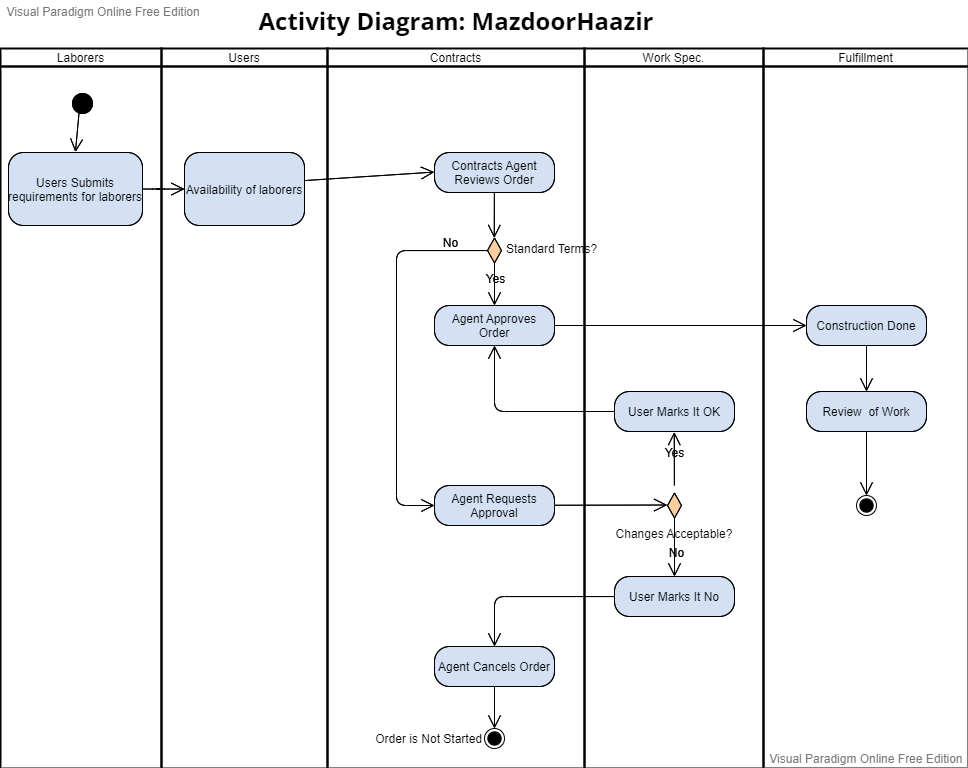 Visual Paradigm Online Free Edition
Activity Diagram: MazdoorHaazir
Laborers
Users
Contracts
Work Spec.
Fulfillment
Users Submits
requirements for laborers
Availability of laborers
Contracts Agent
Reviews Order
No
Standard Terms?
Yes
Agent Approves
Order
Construction Done
User Marks It OK
Review of Work
Yes
Agent Requests
Approval
Changes Acceptable?
No
User Marks It No
Agent Cancels Order
Order is Not Started
Visual Paradigm Online Free Edition